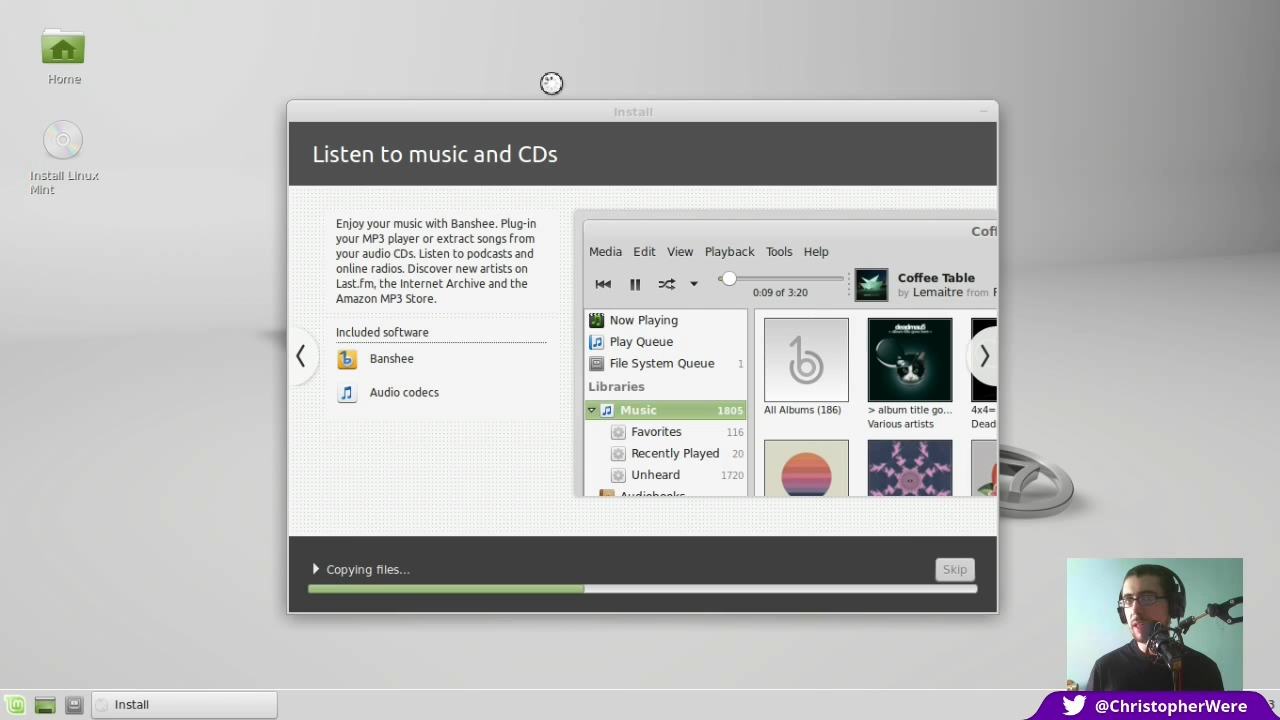 Home
Install Linux
Mint
Install
Listen to music and CDs
Enjoy your music with Banshee. Plug-in
your MP3 player or extract songs from
your audio CDs. Listen to podcasts and
online radios. Discover new artists on
Last.fm, the Internet Archive and the
Amazon MP3 Store.
Included software
Banshee
Audio codecs
Media Edit View Playback Tools Help
0:09 of 3:20
Coffee Table
by Lemaitre from
Now Playing
Play Queue
File System Queue 1
Libraries
Music 1805
Favorites 116
Recently Played 20
Unheard 1720
Audiobooks
deadmau5
All Albums (186)
> album title go...
Various artists
4x4=
Dead
Copying files...
Skip
Install
@ChristopherWere